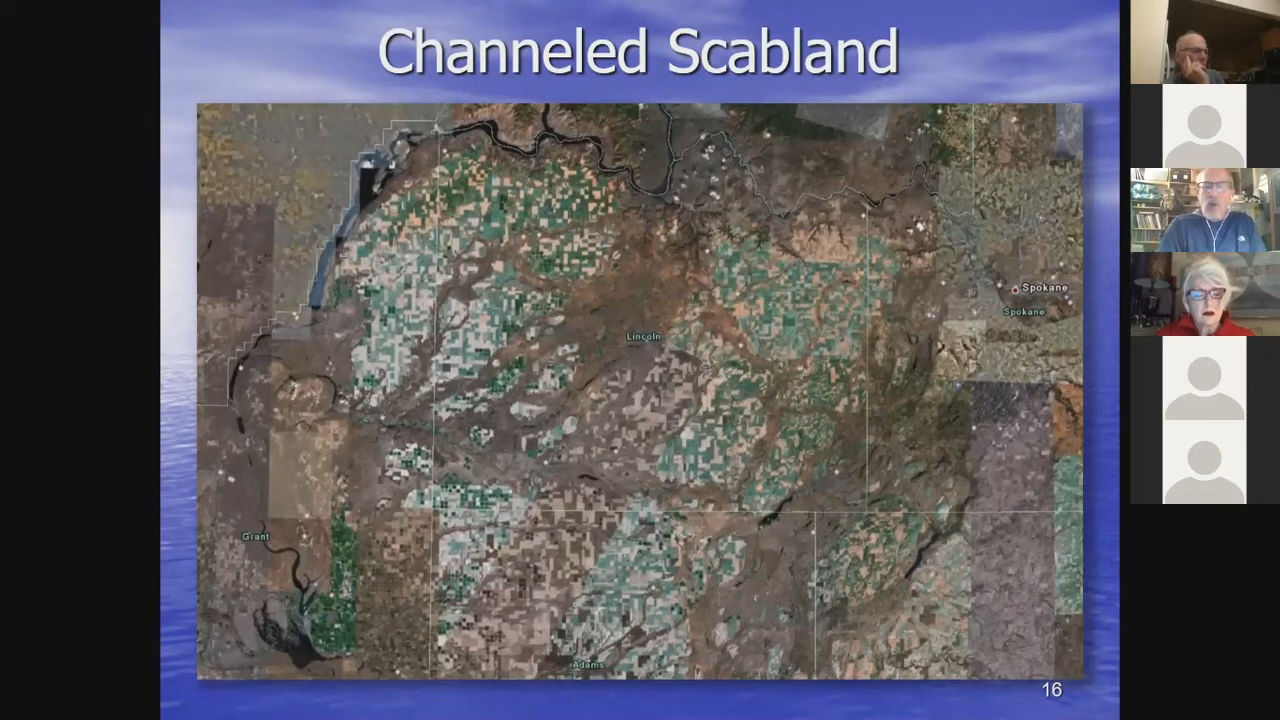 Channeled Scabland
Spokane
Spokane
Lincoln
Grant
Adams
16